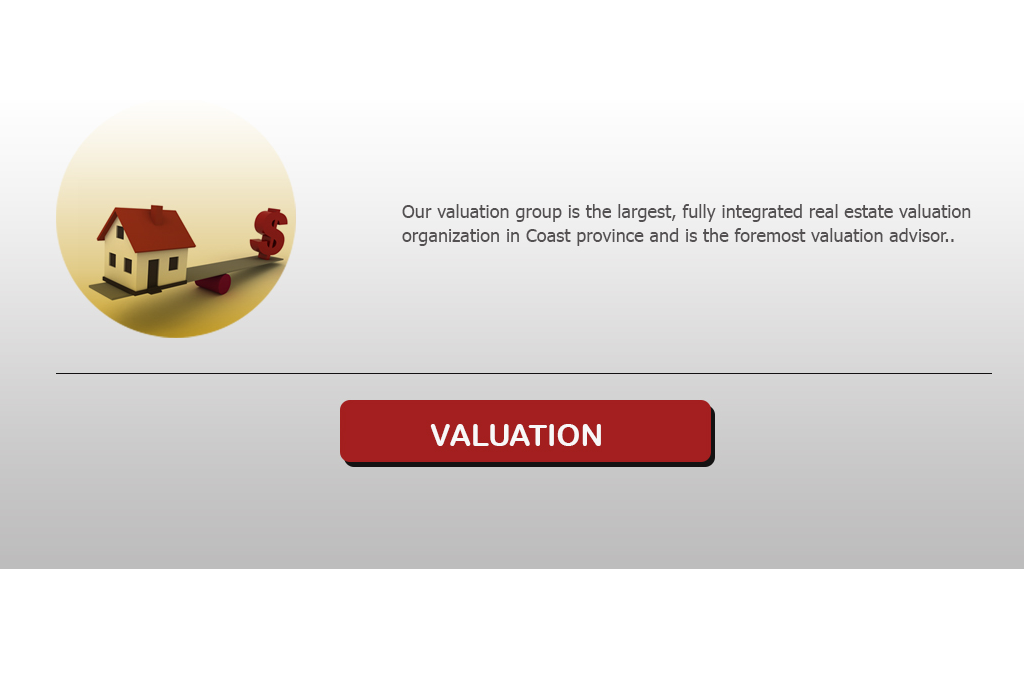 Our valuation group is the largest, fully integrated real estate valuation
organization in Coast province and is the foremost valuation advisor..
VALUATION